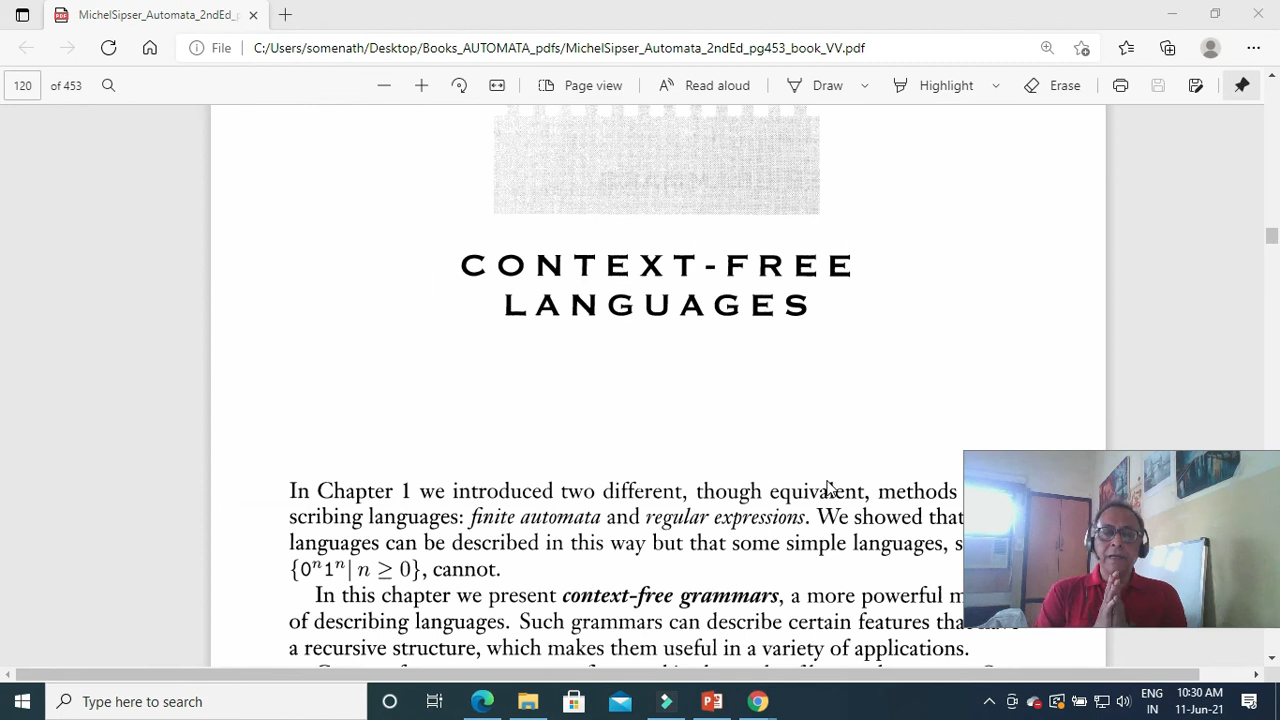 MichelSipser_Automata_2ndEd_p
File C:/Users/somenath/Desktop/Books_AUTOMATA_pdfs/MichelSipser_Automata_2ndEd_pg453_book_VV.pdf
120 of 453 Page view Read aloud Draw Highlight Erase
CONTEXT-FREE
LANGUAGES
In Chapter 1 we introduced two different, though equivalent, methods
scribing languages: finite automata and regular expressions. We showed that
languages can be described in this way but that some simple languages, s
{0ⁿ1ⁿ| n ≥ 0}, cannot.
In this chapter we present context-free grammars, a more powerful m
of describing languages. Such grammars can describe certain features that have
a recursive structure, which makes them useful in a variety of applications.
Type here to search
ENG 10:30 AM
IN 11-Jun-21